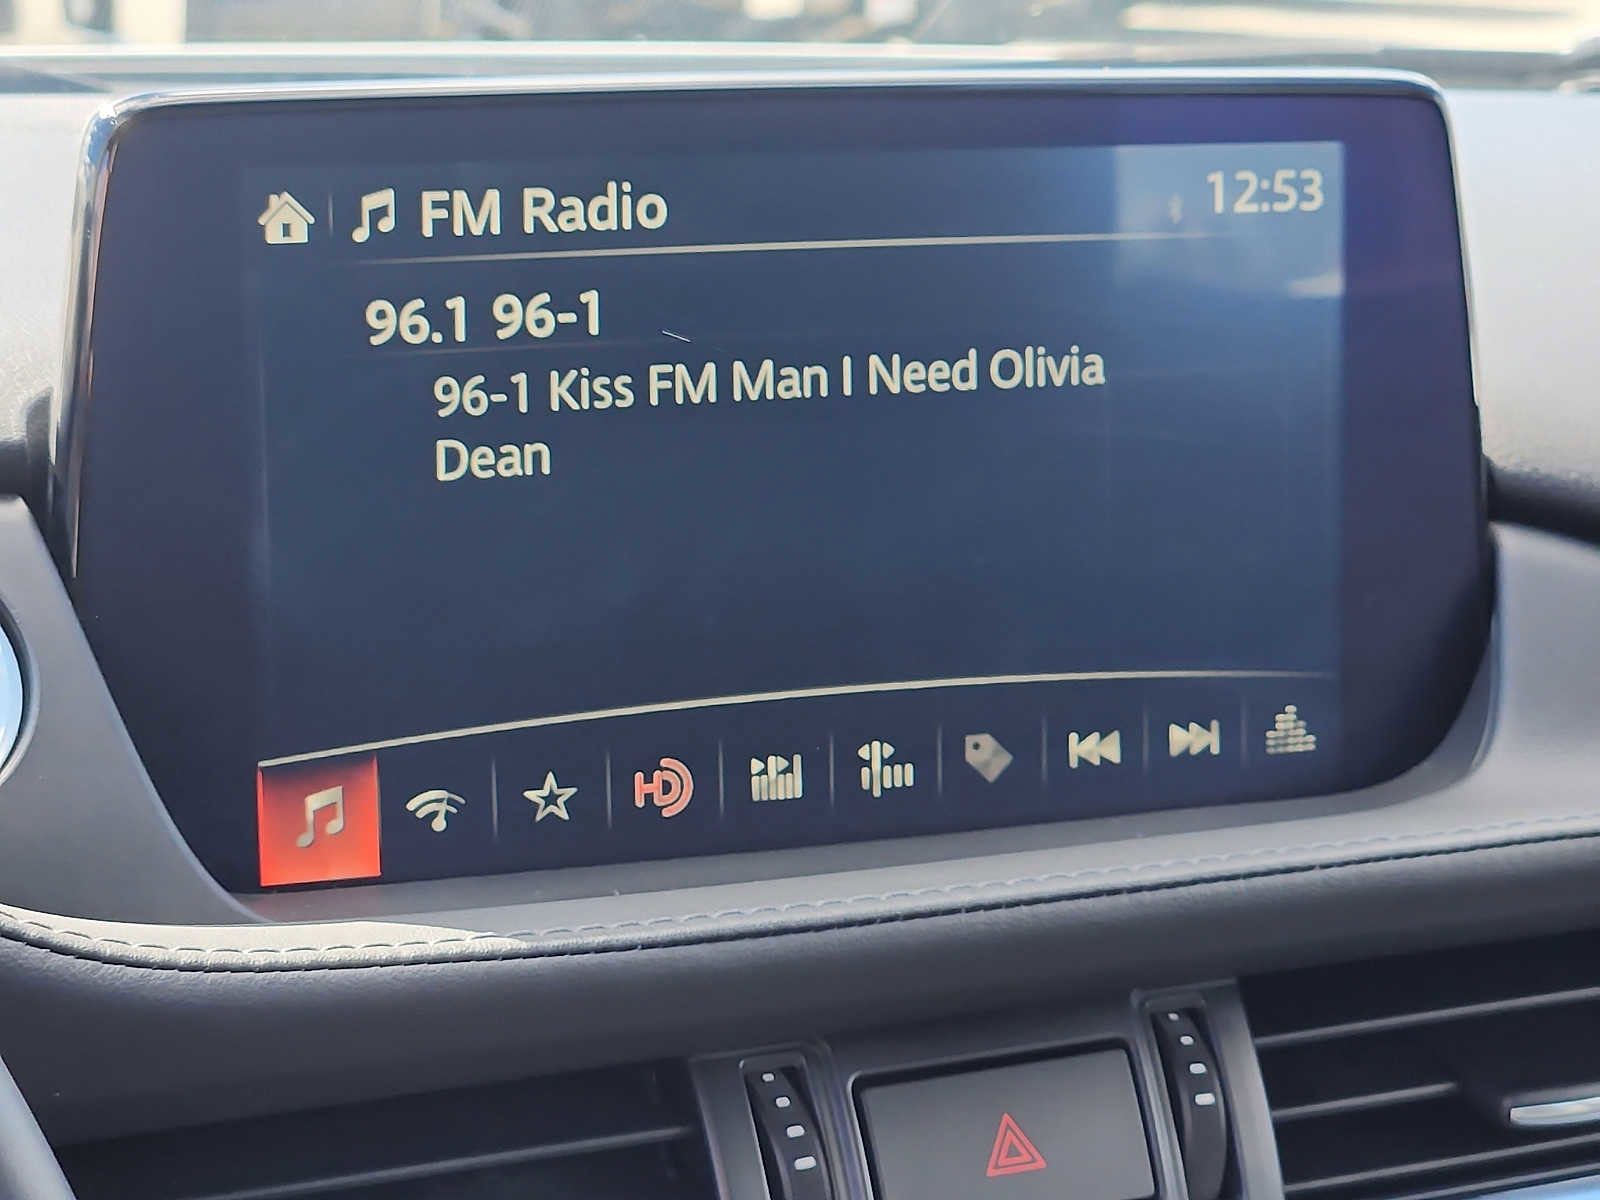 FM Radio
12:53
96.1 96-1
96-1 Kiss FM Man I Need Olivia
Dean
HD